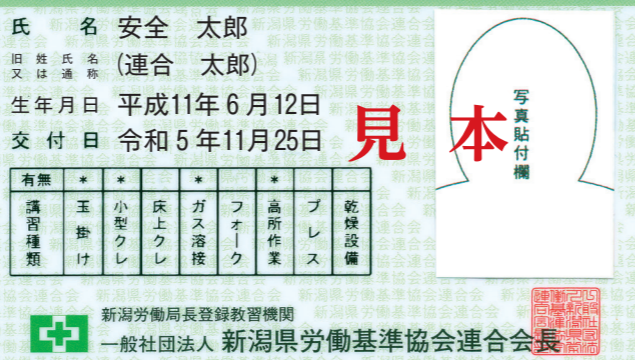 氏名 安全 太郎
旧姓氏名又は通称 (連合 太郎)
生年月日 平成11年6月12日
交付日 令和5年11月25日
見本
写真貼付欄
有無 * * * *
講習種類 玉掛け 小型クレ 床上クレ ガス溶接 フォーク 高所作業 プレス 乾燥設備
新潟労働局長登録教習機関
一般社団法人 新潟県労働基準協会連合会長